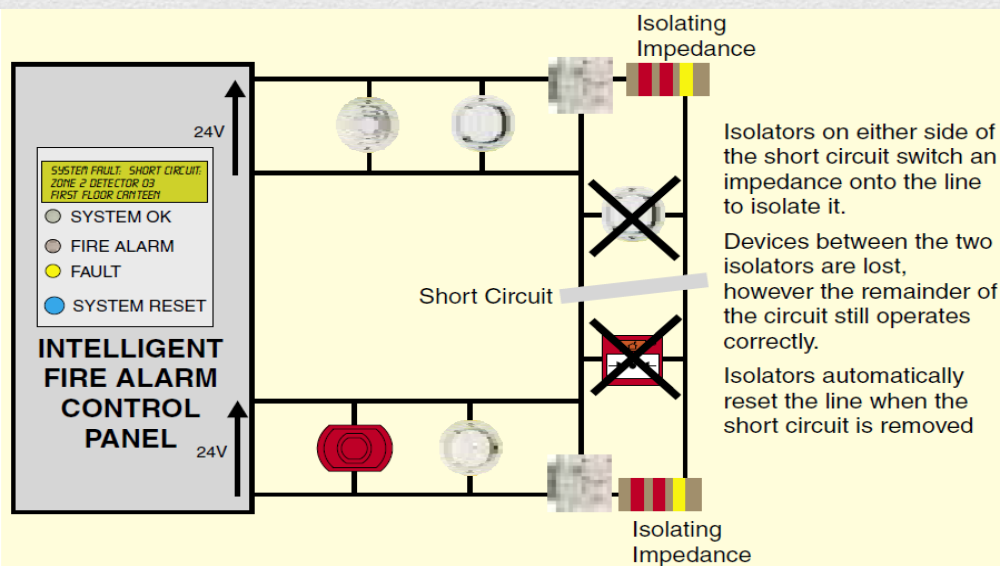 Isolating
Impedance
24V
SYSTEM FAULT: SHORT CIRCUIT:
ZONE 2 DETECTOR 03
FIRST FLOOR CANTEEN
SYSTEM OK
FIRE ALARM
FAULT
SYSTEM RESET
INTELLIGENT
FIRE ALARM
CONTROL
PANEL
24V
Short Circuit
Isolators on either side of
the short circuit switch an
impedance onto the line
to isolate it.
Devices between the two
isolators are lost,
however the remainder of
the circuit still operates
correctly.
Isolators automatically
reset the line when the
short circuit is removed
Isolating
Impedance